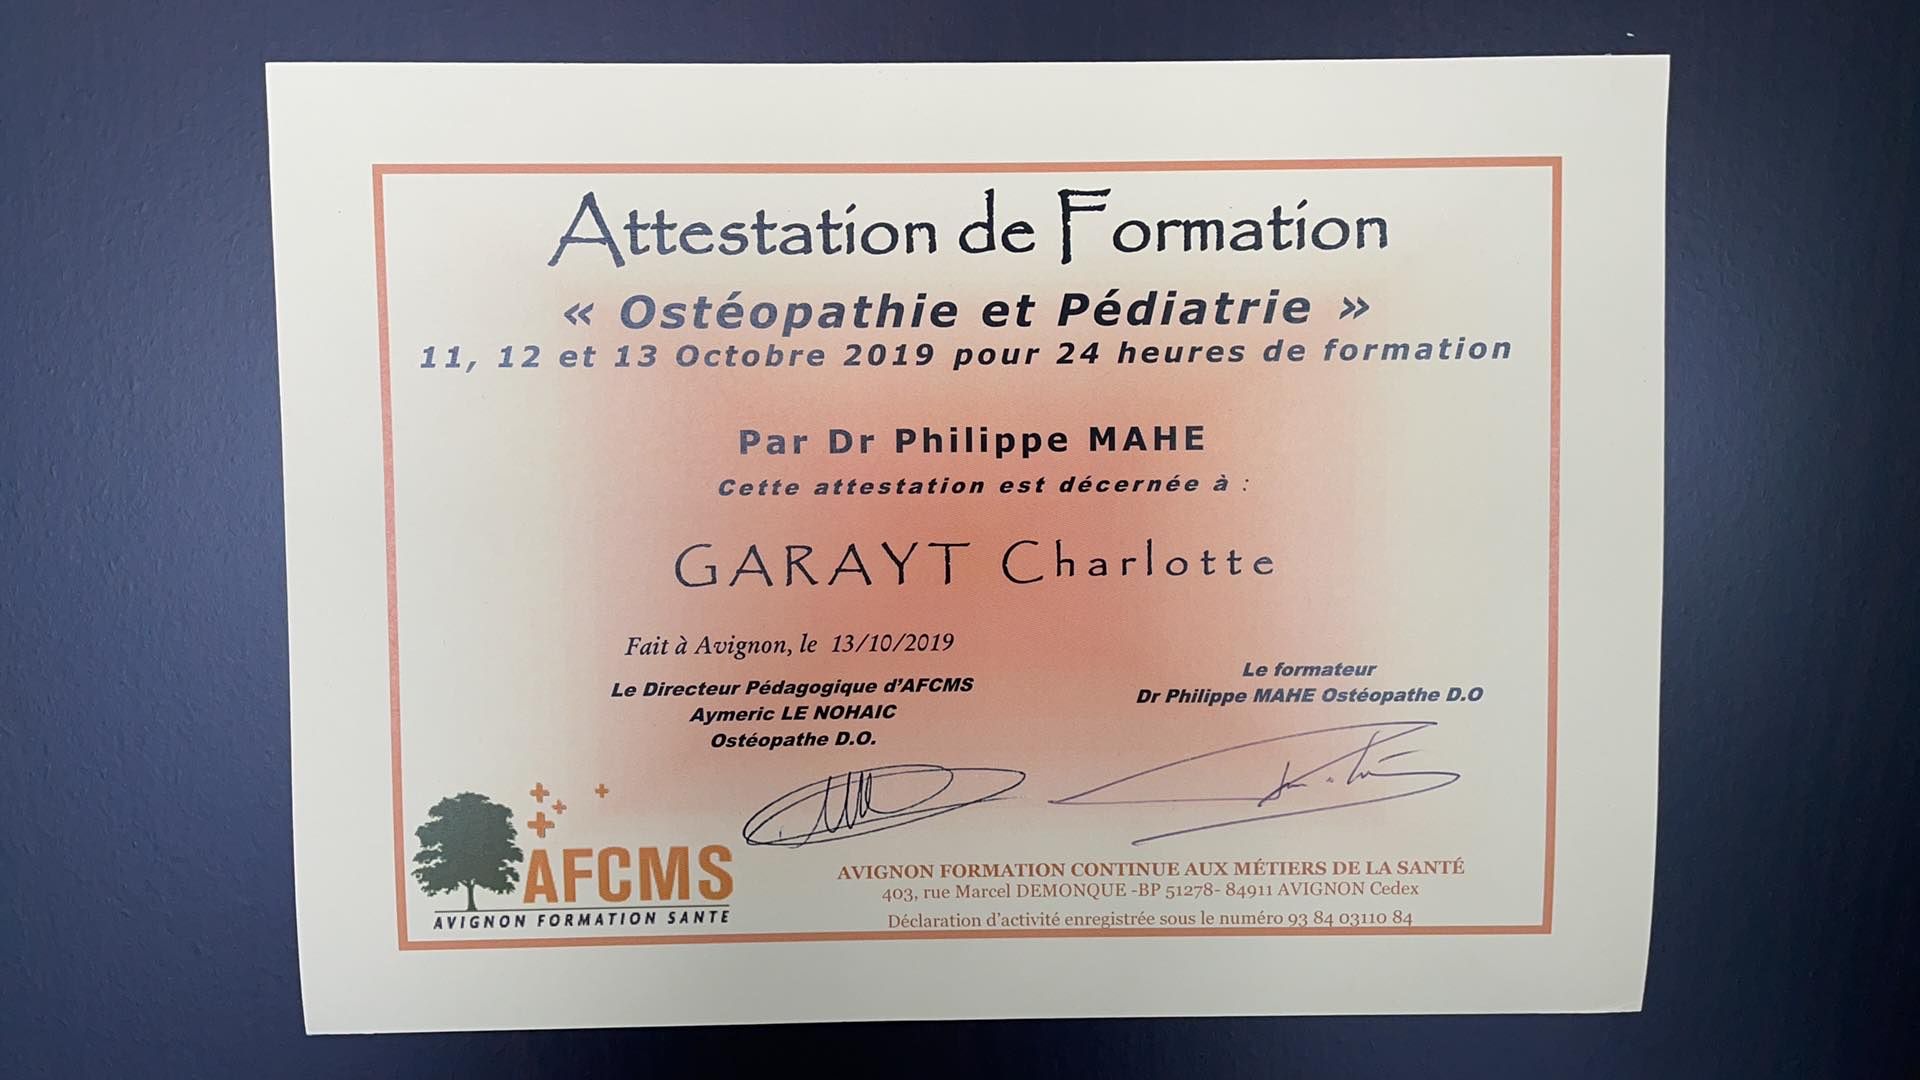 Attestation de Formation
« Ostéopathie et Pédiatrie »
11, 12 et 13 Octobre 2019 pour 24 heures de formation
Par Dr Philippe MAHE
Cette attestation est décernée à :
GARAYT Charlotte
Fait à Avignon, le 13/10/2019
Le Directeur Pédagogique d'AFCMS
Aymeric LE NOHAIC
Ostéopathe D.O.
Le formateur
Dr Philippe MAHE Ostéopathe D.O
AFCMS
AVIGNON FORMATION SANTE
AVIGNON FORMATION CONTINUE AUX MÉTIERS DE LA SANTÉ
403, rue Marcel DEMONQUE -BP 51278- 84911 AVIGNON Cedex
Déclaration d'activité enregistrée sous le numéro 93 84 03110 84